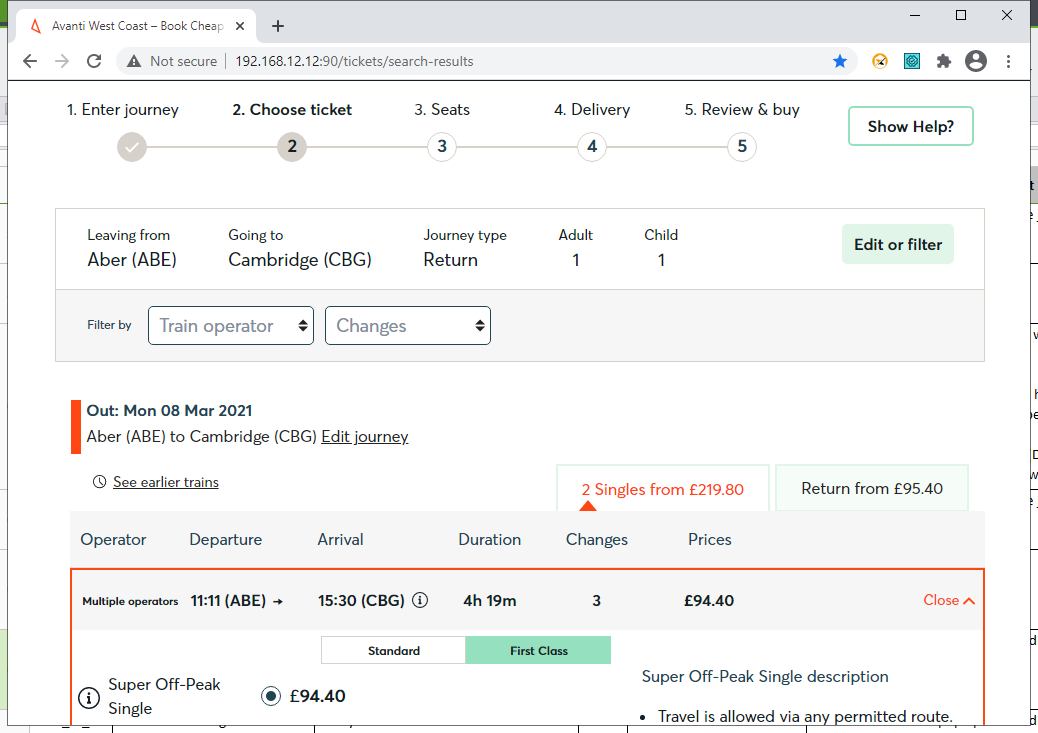 Avanti West Coast – Book Cheap
Not secure 192.168.12.12:90/tickets/search-results
1. Enter journey 2. Choose ticket 3. Seats 4. Delivery 5. Review & buy
Show Help?
2 3 4 5
Leaving from Going to Journey type Adult Child
Aber (ABE) Cambridge (CBG) Return 1 1
Edit or filter
Filter by Train operator Changes
Out: Mon 08 Mar 2021
Aber (ABE) to Cambridge (CBG) Edit journey
See earlier trains
2 Singles from £219.80 Return from £95.40
Operator Departure Arrival Duration Changes Prices
Multiple operators 11:11 (ABE) → 15:30 (CBG) 4h 19m 3 £94.40 Close
Standard First Class
Super Off-Peak Single description
Super Off-Peak
Single
£94.40
• Travel is allowed via any permitted route.